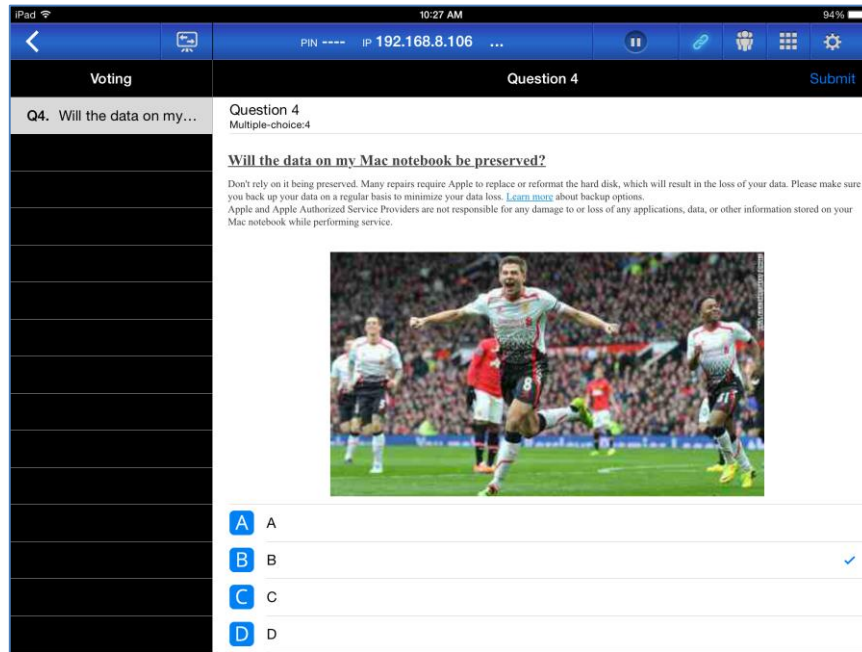 iPad
10:27 AM
94%
PIN ---- IP 192.168.8.106 ...
Voting
Question 4
Submit
Q4. Will the data on my...
Question 4
Multiple-choice:4
Will the data on my Mac notebook be preserved?
Don't rely on it being preserved. Many repairs require Apple to replace or reformat the hard disk, which will result in the loss of your data. Please make sure
you back up your data on a regular basis to minimize your data loss. Learn more about backup options.
Apple and Apple Authorized Service Providers are not responsible for any damage to or loss of any applications, data, or other information stored on your
Mac notebook while performing service.
8
A A
B B
C C
D D